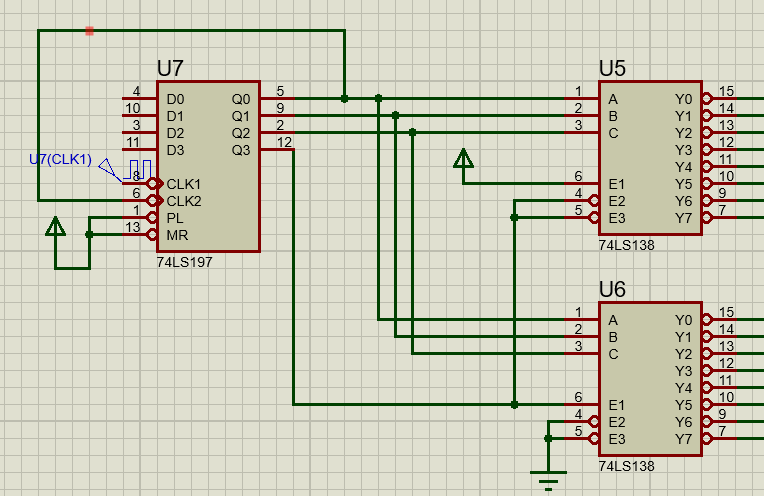 U7
4 D0 Q0 5
10 D1 Q1 9
3 D2 Q2 2
11 D3 Q3 12
U7(CLK1)
8 CLK1
6 CLK2
1 PL
13 MR
74LS197
U5
1 A Y0 15
2 B Y1 14
3 C Y2 13
Y3 12
Y4 11
6 E1 Y5 10
4 E2 Y6 9
5 E3 Y7 7
74LS138
U6
1 A Y0 15
2 B Y1 14
3 C Y2 13
Y3 12
Y4 11
6 E1 Y5 10
4 E2 Y6 9
5 E3 Y7 7
74LS138